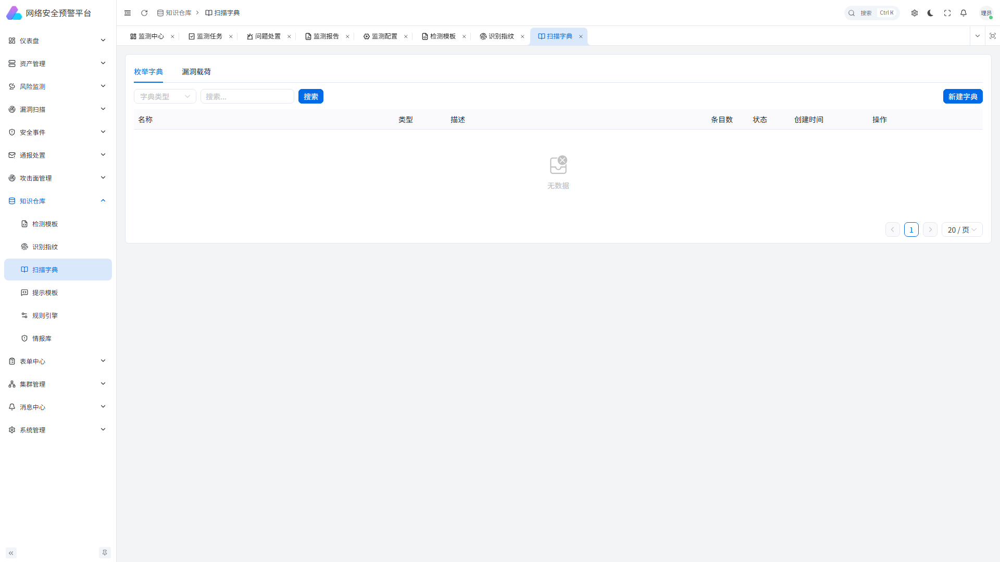 网络安全预警平台
知识仓库
扫描字典
搜索
Ctrl K
理员
监测中心
监测任务
问题处置
监测报告
监测配置
检测模板
识别指纹
扫描字典
仪表盘
资产管理
风险监测
漏洞扫描
安全事件
通报处置
攻击面管理
知识仓库
检测模板
识别指纹
扫描字典
提示模板
规则引擎
情报库
表单中心
集群管理
消息中心
系统管理
枚举字典
漏洞载荷
字典类型
搜索...
搜索
新建字典
名称
类型
描述
条目数
状态
创建时间
操作
无数据
1
20 / 页